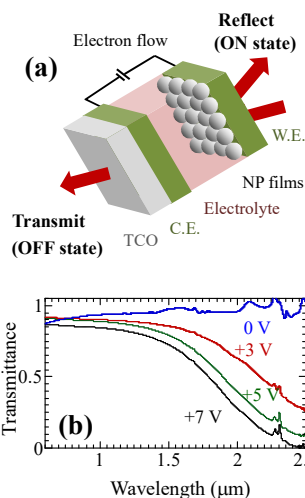 (a)
Electron flow
Reflect
(ON state)
W.E.
NP films
Electrolyte
C.E.
TCO
Transmit
(OFF state)
(b)
0 V
+3 V
+5 V
+7 V
Transmittance
1
0.5
0
1
1.5
2
2.
Wavelength (μm)